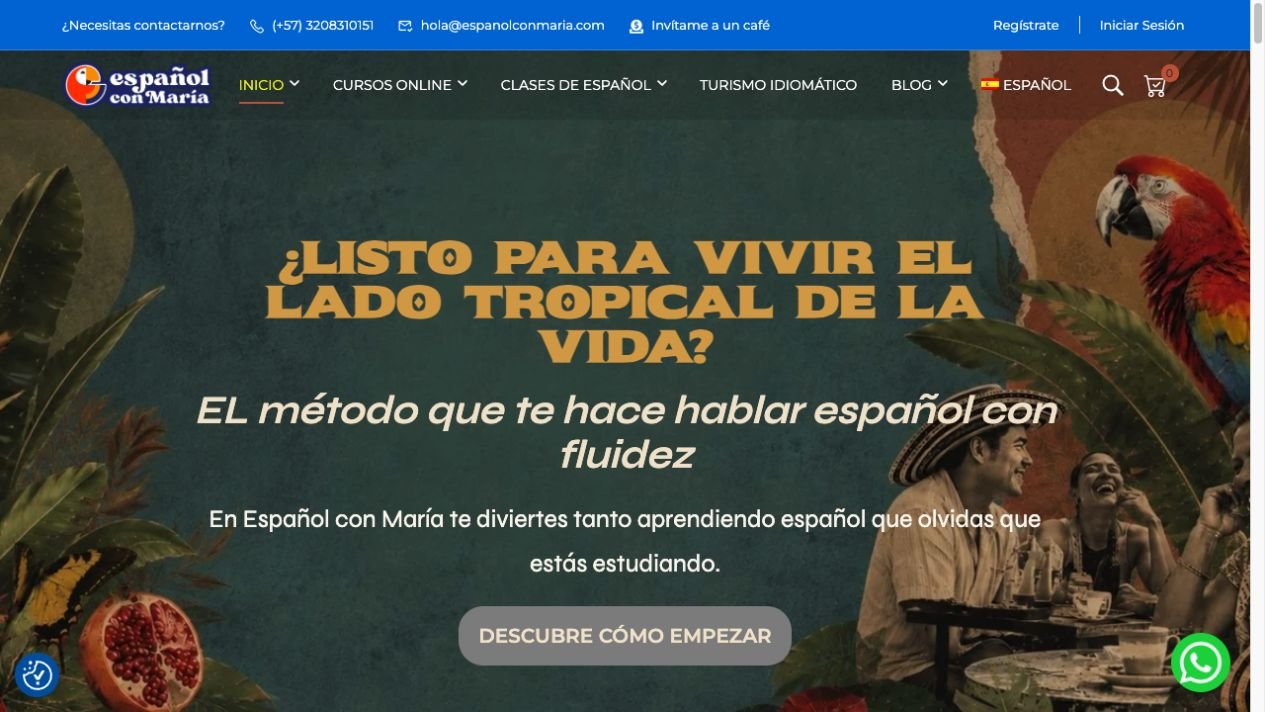 ¿Necesitas contactarnos? (+57) 3208310151 hola@espanolconmaria.com Invítame a un café Regístrate Iniciar Sesión
español
con María
INICIO CURSOS ONLINE CLASES DE ESPAÑOL TURISMO IDIOMÁTICO BLOG ESPAÑOL 0
¿LISTO PARA VIVIR EL
LADO TROPICAL DE LA
VIDA?
EL método que te hace hablar español con
fluidez
En Español con María te diviertes tanto aprendiendo español que olvidas que
estás estudiando.
DESCUBRE CÓMO EMPEZAR